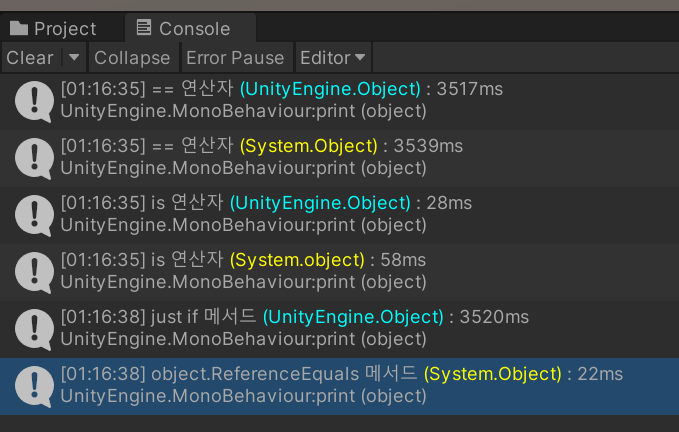 Project Console
Clear Collapse Error Pause Editor
[01:16:35] == 연산자 (UnityEngine.Object) : 3517ms
UnityEngine.MonoBehaviour:print (object)
[01:16:35] == 연산자 (System.Object) : 3539ms
UnityEngine.MonoBehaviour:print (object)
[01:16:35] is 연산자 (UnityEngine.Object) : 28ms
UnityEngine.MonoBehaviour:print (object)
[01:16:35] is 연산자 (System.object) : 58ms
UnityEngine.MonoBehaviour:print (object)
[01:16:38] just if 메서드 (UnityEngine.Object) : 3520ms
UnityEngine.MonoBehaviour:print (object)
[01:16:38] object.ReferenceEquals 메서드 (System.Object) : 22ms
UnityEngine.MonoBehaviour:print (object)